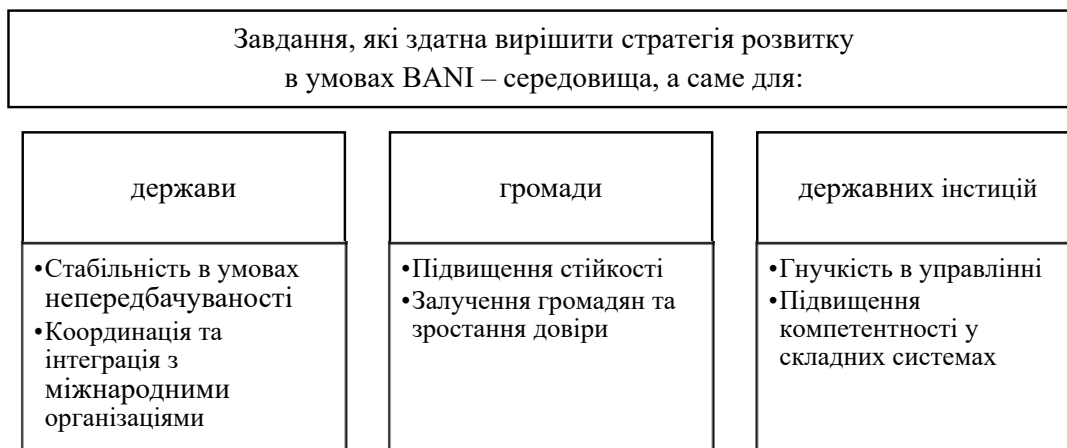 Завдання, які здатна вирішити стратегія розвитку
в умовах BANI – середовища, а саме для:
держави
•Стабільність в умовах
непередбачуваності
•Координація та
інтеграція з
міжнародними
організаціями
громади
•Підвищення стійкості
•Залучення громадян та
зростання довіри
державних інстицій
•Гнучкість в управлінні
•Підвищення
компетентності у
складних системах